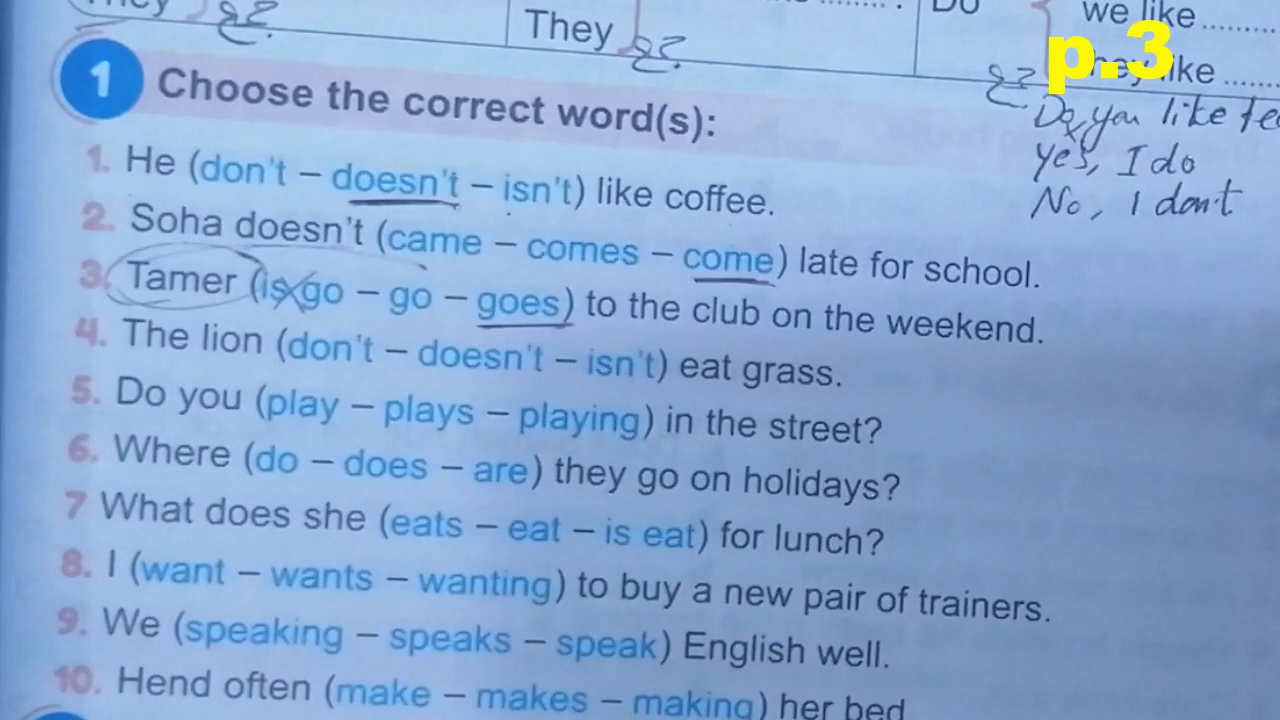 They
Do
we like ..........
They like
p.3
Do you like
yes, I do
No, I don't
1 Choose the correct word(s):
1. He (don't – doesn't – isn't) like coffee.
2. Soha doesn't (came – comes – come) late for school.
3. Tamer (is go – go – goes) to the club on the weekend.
4. The lion (don't – doesn't – isn't) eat grass.
5. Do you (play – plays – playing) in the street?
6. Where (do – does – are) they go on holidays?
7 What does she (eats – eat – is eat) for lunch?
8. I (want – wants – wanting) to buy a new pair of trainers.
9. We (speaking – speaks – speak) English well.
10. Hend often (make – makes – making) her bed